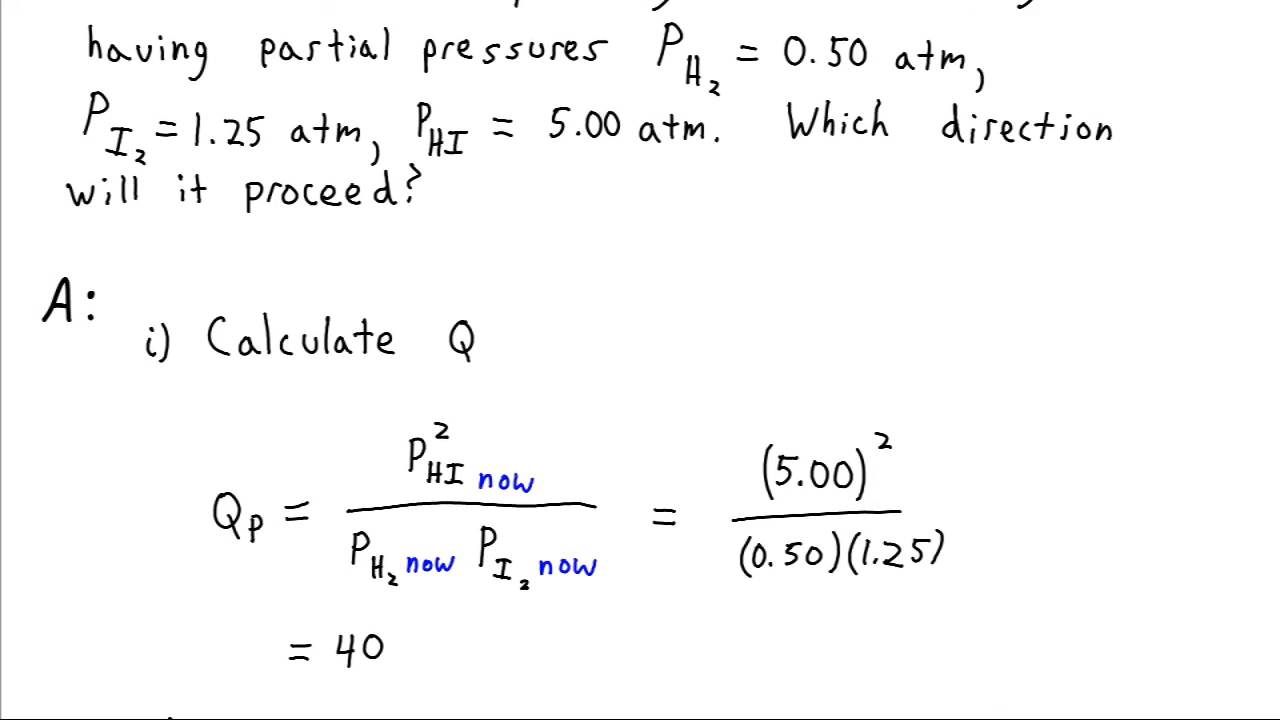 having partial pressures P_H₂ = 0.50 atm,
P_I₂ = 1.25 atm, P_HI = 5.00 atm. Which direction
will it proceed?
A:
i) Calculate Q
Q_P = P²_HI now / (P_H₂ now P_I₂ now) = (5.00)² / (0.50)(1.25)
= 40